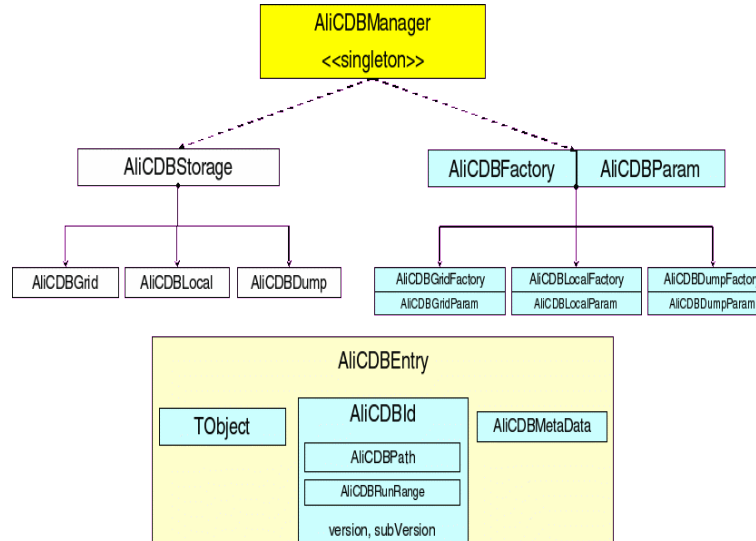 AliCDBManager
<<singleton>>
AliCDBStorage
AliCDBFactory
AliCDBParam
AliCDBGrid
AliCDBLocal
AliCDBDump
AliCDBGridFactory
AliCDBLocalFactory
AliCDBDumpFactory
AliCDBGridParam
AliCDBLocalParam
AliCDBDumpParam
AliCDBEntry
TObject
AliCDBId
AliCDBMetaData
AliCDBPath
AliCDBRunRange
version, subVersion